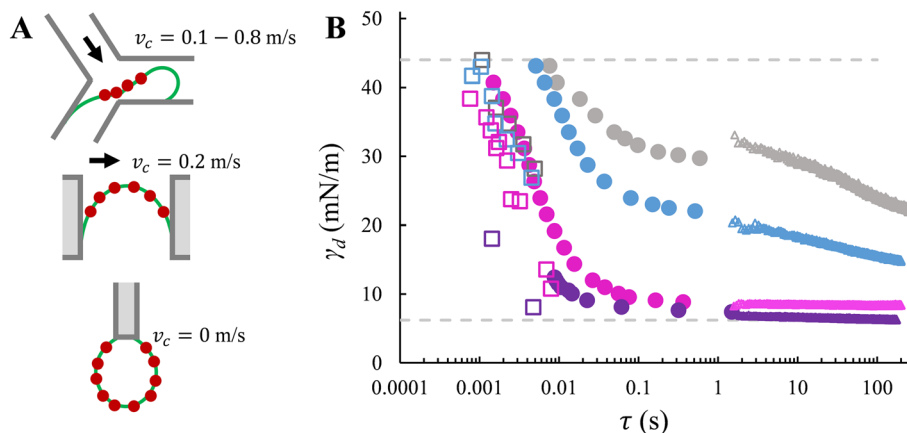 A
v_c = 0.1 − 0.8 m/s
v_c = 0.2 m/s
v_c = 0 m/s
B
γ_d (mN/m)
50
40
30
20
10
0
0.0001 0.001 0.01 0.1 1 10 100
τ (s)